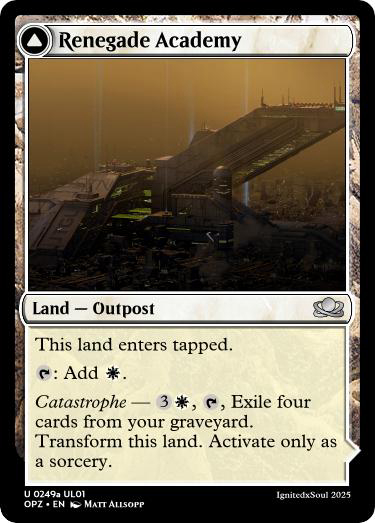 Renegade Academy
Land — Outpost
This land enters tapped.
: Add .
Catastrophe — 3 , , Exile four
cards from your graveyard.
Transform this land. Activate only as
a sorcery.
U 0249a UL01
OPZ • EN Matt Allsopp
IgnitedxSoul 2025